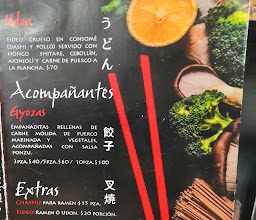 Udon
Fideo grueso en consomé
(dashi y pollo) servido con
hongo shitake, cebollín,
ajonjolí y carne de puerco a
la plancha. $70
うどん
Acompañantes
Gyozas
Empanaditas rellenas de
carne molida de puerco
marinada y vegetales,
acompañadas con salsa
ponzu.
3pza.$40/5pza.$60/ 10pza.$100
餃子
叉焼
Extras
Chashu para ramen $15 pza.
Fideo Ramen o Udon. $20 porción.